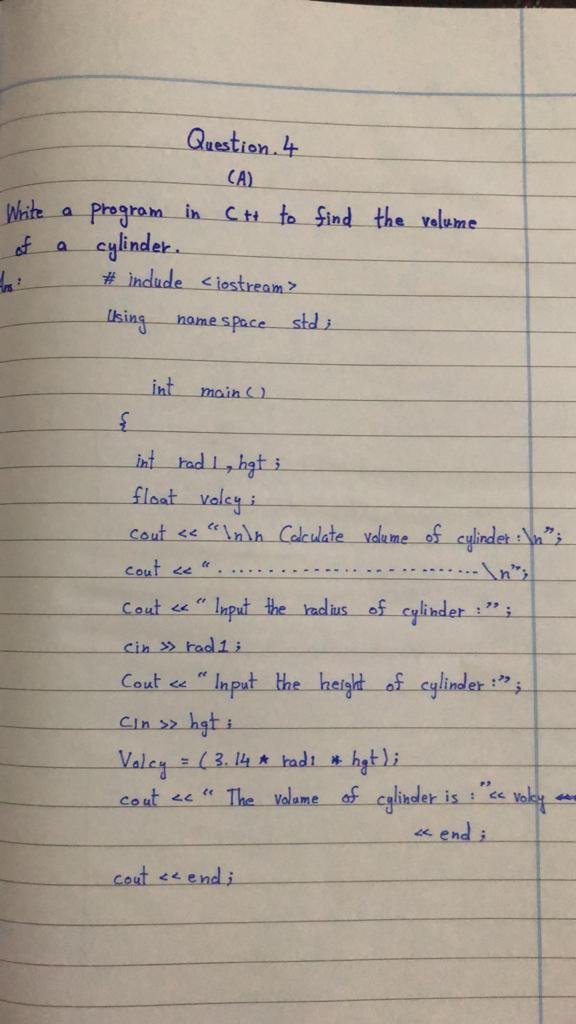 Question.4
(A)
Write a program in C++ to find the volume
of a cylinder.
Ans: # include <iostream>
Using namespace std;
int main()
{
int rad1, hgt;
float volcy;
cout << "\n\n Calculate volume of cylinder:\n";
cout << "..............................\n";
Cout << "Input the radius of cylinder :";
cin >> rad1;
Cout << "Input the height of cylinder :";
Cin >> hgt;
Volcy = (3.14 * rad1 * hgt);
cout << "The volume of cylinder is :"<< volcy
<< end;
cout << end;